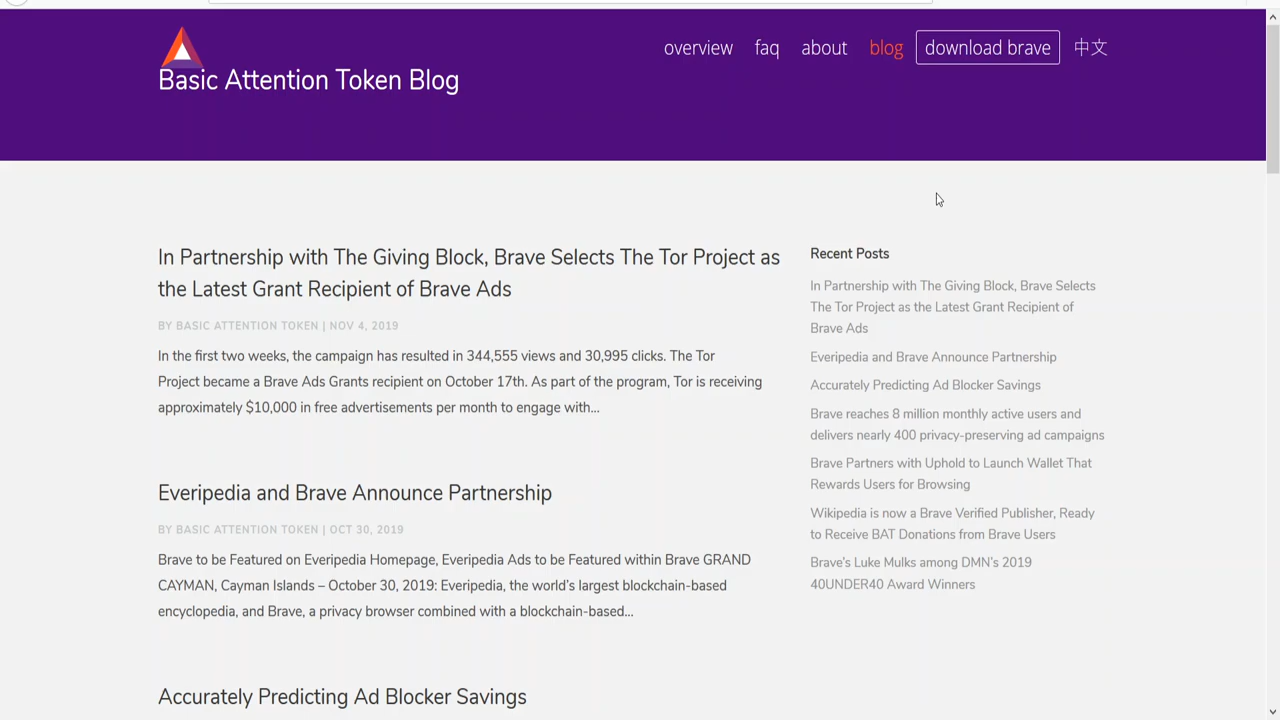 overview faq about blog download brave 中文
Basic Attention Token Blog
In Partnership with The Giving Block, Brave Selects The Tor Project as
the Latest Grant Recipient of Brave Ads
BY BASIC ATTENTION TOKEN | NOV 4, 2019
In the first two weeks, the campaign has resulted in 344,555 views and 30,995 clicks. The Tor
Project became a Brave Ads Grants recipient on October 17th. As part of the program, Tor is receiving
approximately $10,000 in free advertisements per month to engage with...
Everipedia and Brave Announce Partnership
BY BASIC ATTENTION TOKEN | OCT 30, 2019
Brave to be Featured on Everipedia Homepage, Everipedia Ads to be Featured within Brave GRAND
CAYMAN, Cayman Islands – October 30, 2019: Everipedia, the world's largest blockchain-based
encyclopedia, and Brave, a privacy browser combined with a blockchain-based...
Accurately Predicting Ad Blocker Savings
Recent Posts
In Partnership with The Giving Block, Brave Selects
The Tor Project as the Latest Grant Recipient of
Brave Ads
Everipedia and Brave Announce Partnership
Accurately Predicting Ad Blocker Savings
Brave reaches 8 million monthly active users and
delivers nearly 400 privacy-preserving ad campaigns
Brave Partners with Uphold to Launch Wallet That
Rewards Users for Browsing
Wikipedia is now a Brave Verified Publisher, Ready
to Receive BAT Donations from Brave Users
Brave's Luke Mulks among DMN's 2019
40UNDER40 Award Winners